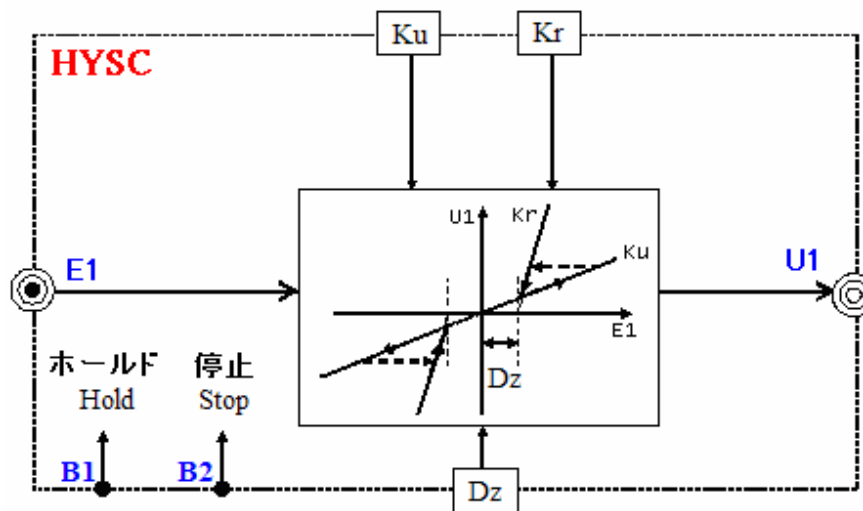 Ku
Kr
HYSC
U1
Kr
Ku
E1
U1
E1
Dz
ホールド
停止
Hold
Stop
B1
B2
Dz